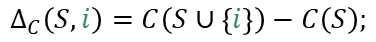 Δ_C(S, i) = C(S ∪ {i}) − C(S);